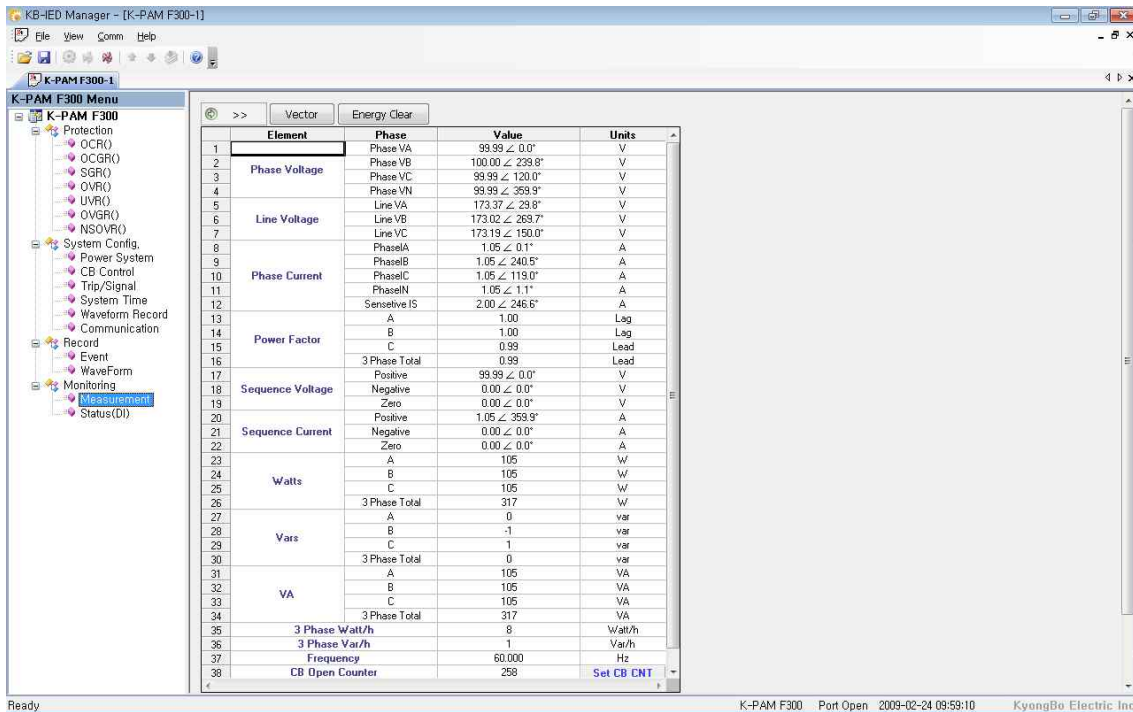 KB-IED Manager - [K-PAM F300-1]
File View Comm Help
K-PAM F300-1
K-PAM F300 Menu
K-PAM F300
Protection
OCR()
OCGR()
SGR()
OVR()
UVR()
OVGR()
NSOVR()
System Config,
Power System
CB Control
Trip/Signal
System Time
Waveform Record
Communication
Record
Event
WaveForm
Monitoring
Measurement
Status(DI)
>> Vector Energy Clear
Element Phase Value Units
1 Phase VA 99.99 ∠ 0.0° V
2 Phase Voltage Phase VB 100.00 ∠ 239.8° V
3 Phase VC 99.99 ∠ 120.0° V
4 Phase VN 99.99 ∠ 359.9° V
5 Line VA 173.37 ∠ 29.8° V
6 Line Voltage Line VB 173.02 ∠ 269.7° V
7 Line VC 173.19 ∠ 150.0° V
8 PhaseIA 1.05 ∠ 0.1° A
9 PhaseIB 1.05 ∠ 240.5° A
10 Phase Current PhaseIC 1.05 ∠ 119.0° A
11 PhaseIN 1.05 ∠ 1.1° A
12 Sensetive IS 2.00 ∠ 246.6° A
13 A 1.00 Lag
14 Power Factor B 1.00 Lag
15 C 0.99 Lead
16 3 Phase Total 0.99 Lead
17 Positive 99.99 ∠ 0.0° V
18 Sequence Voltage Negative 0.00 ∠ 0.0° V
19 Zero 0.00 ∠ 0.0° V
20 Positive 1.05 ∠ 359.9° A
21 Sequence Current Negative 0.00 ∠ 0.0° A
22 Zero 0.00 ∠ 0.0° A
23 A 105 W
24 Watts B 105 W
25 C 105 W
26 3 Phase Total 317 W
27 A 0 var
28 Vars B -1 var
29 C 1 var
30 3 Phase Total 0 var
31 A 105 VA
32 VA B 105 VA
33 C 105 VA
34 3 Phase Total 317 VA
35 3 Phase Watt/h 8 Watt/h
36 3 Phase Var/h 1 Var/h
37 Frequency 60.000 Hz
38 CB Open Counter 258 Set CB CNT
Ready K-PAM F300 Port Open 2009-02-24 09:59:10 KyongBo Electric Inc